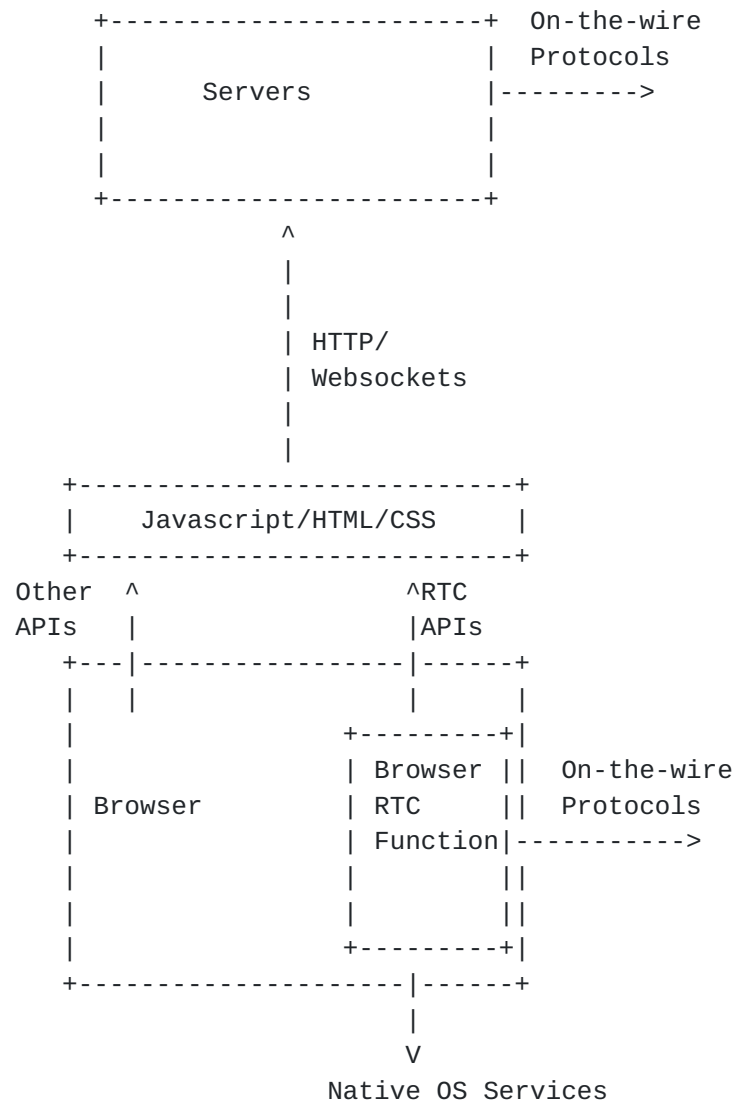 On-the-wire
Protocols
Servers
HTTP/
Websockets
Javascript/HTML/CSS
Other
APIs
RTC
APIs
Browser
Browser
RTC
Function
On-the-wire
Protocols
Native OS Services